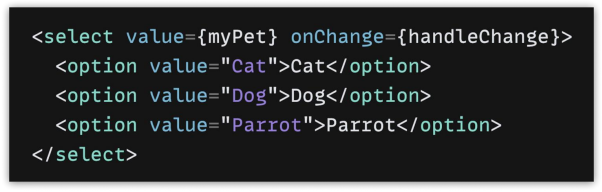 <select value={myPet} onChange={handleChange}>
  <option value="Cat">Cat</option>
  <option value="Dog">Dog</option>
  <option value="Parrot">Parrot</option>
</select>